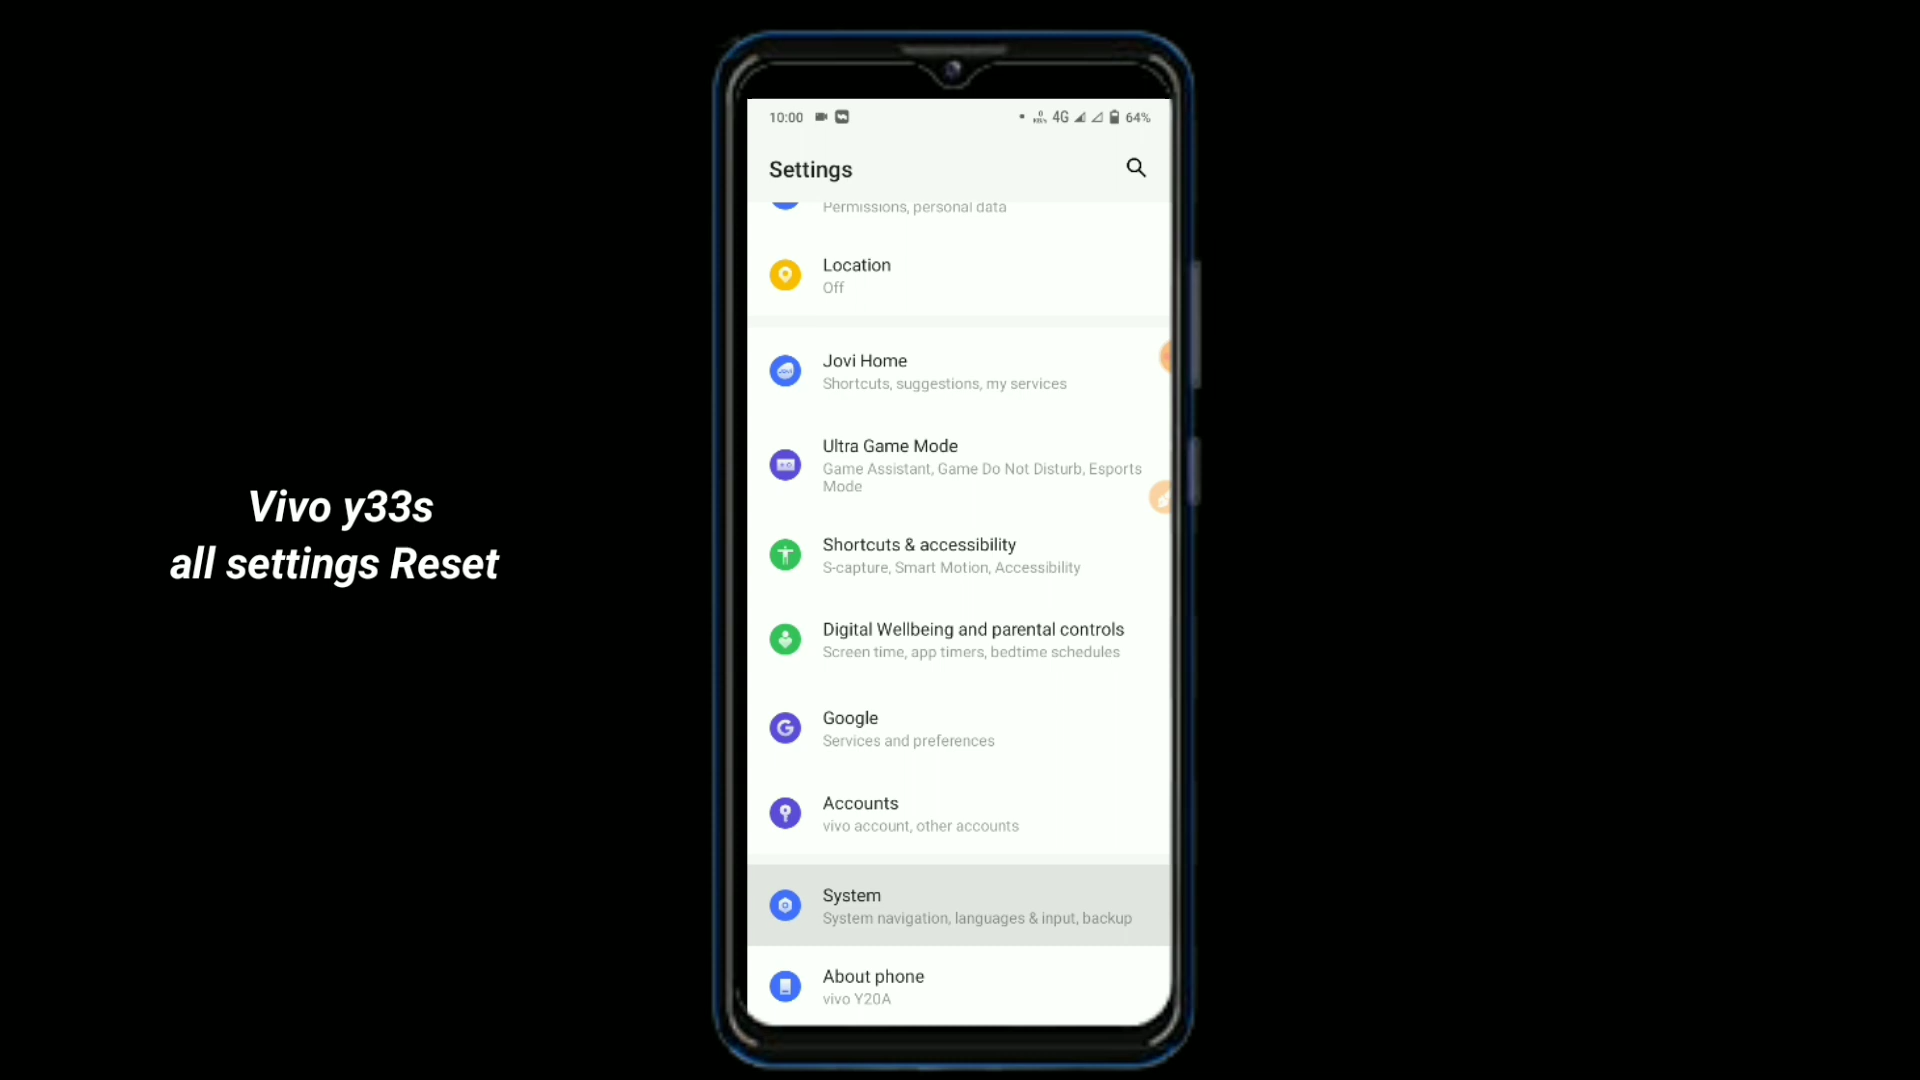 Vivo y33s
all settings Reset
10:00
4G 64%
Settings
Permissions, personal data
Location
Off
Jovi Home
Shortcuts, suggestions, my services
Ultra Game Mode
Game Assistant, Game Do Not Disturb, Esports
Mode
Shortcuts & accessibility
S-capture, Smart Motion, Accessibility
Digital Wellbeing and parental controls
Screen time, app timers, bedtime schedules
Google
Services and preferences
Accounts
vivo account, other accounts
System
System navigation, languages & input, backup
About phone
vivo Y20A